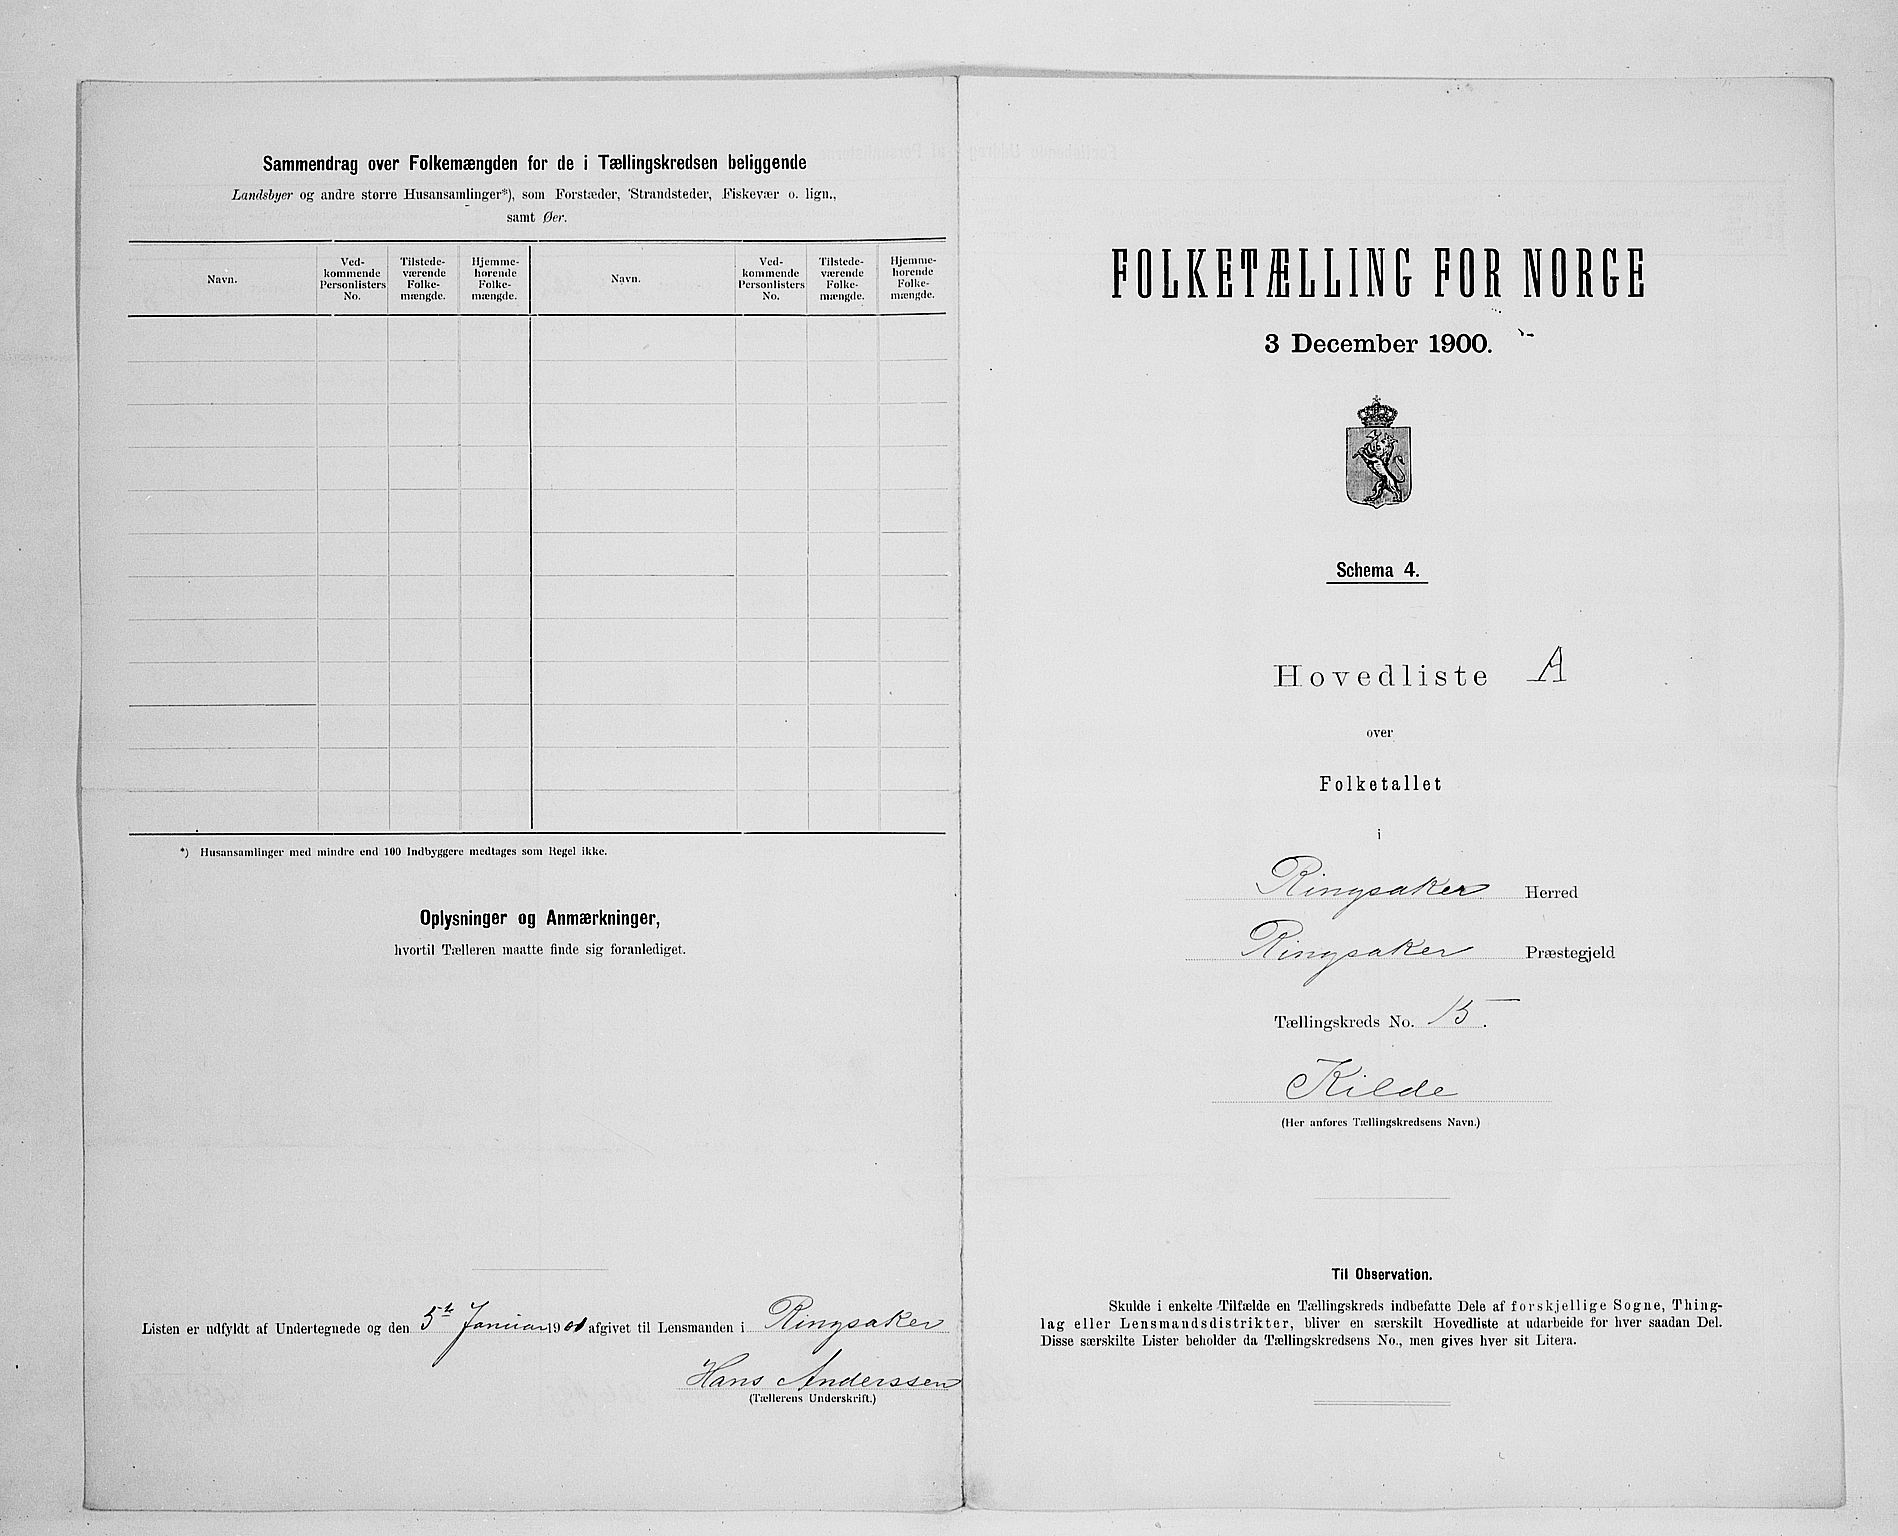 Sammendrag over Folkemængden for de i Tællingskredsen beliggende
Landsbyer og andre større Husansamlinger*), som Forstæder, Strandsteder, Fiskevær o. lign.,
samt Øer.
Navn.
Ved-
kommende
Personlisters
No.
Tilstede-
værende
Folke-
mængde.
Hjemme-
hørende
Folke-
mængde.
Navn.
Ved-
kommende
Personlisters
No.
Tilstede-
værende
Folke-
mængde.
Hjemme-
hørende
Folke-
mængde.
*) Husansamlinger med mindre end 100 Indbyggere medtages som Regel ikke.
Oplysninger og Anmærkninger,
hvortil Tælleren maatte finde sig foranlediget.
Listen er udfyldt af Undertegnede og den 5te Januar 1901 afgivet til Lensmanden i Ringsaker
Hans Anderssen
(Tællerens Underskrift.)
FOLKETÆLLING FOR NORGE
3 December 1900.
Schema 4.
Hovedliste A
over
Folketallet
i
Ringsaker Herred
Ringsaker Præstegjeld
Tællingskreds No. 15.
Kilde
(Her anføres Tællingskredsens Navn.)
Til Observation.
Skulde i enkelte Tilfælde en Tællingskreds indbefatte Dele af forskjellige Sogne, Thing-
lag eller Lensmandsdistrikter, bliver en særskilt Hovedliste at udarbeide for hver saadan Del.
Disse særskilte Lister beholder da Tællingskredsens No., men gives hver sit Litera.